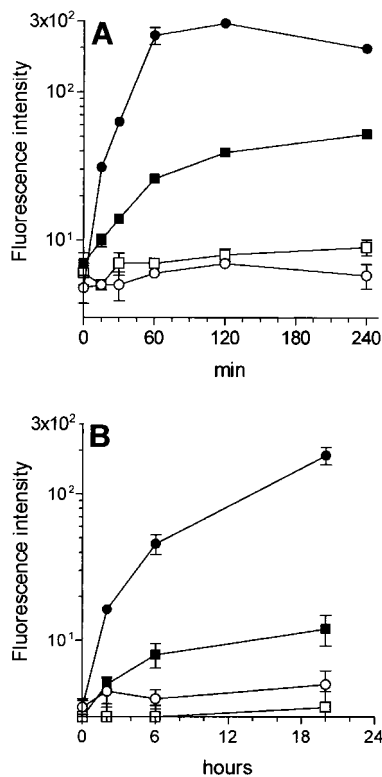 A
3x10²
10²
10¹
Fluorescence intensity
0 60 120 180 240
min
B
3x10²
10²
10¹
Fluorescence intensity
0 6 12 18 24
hours